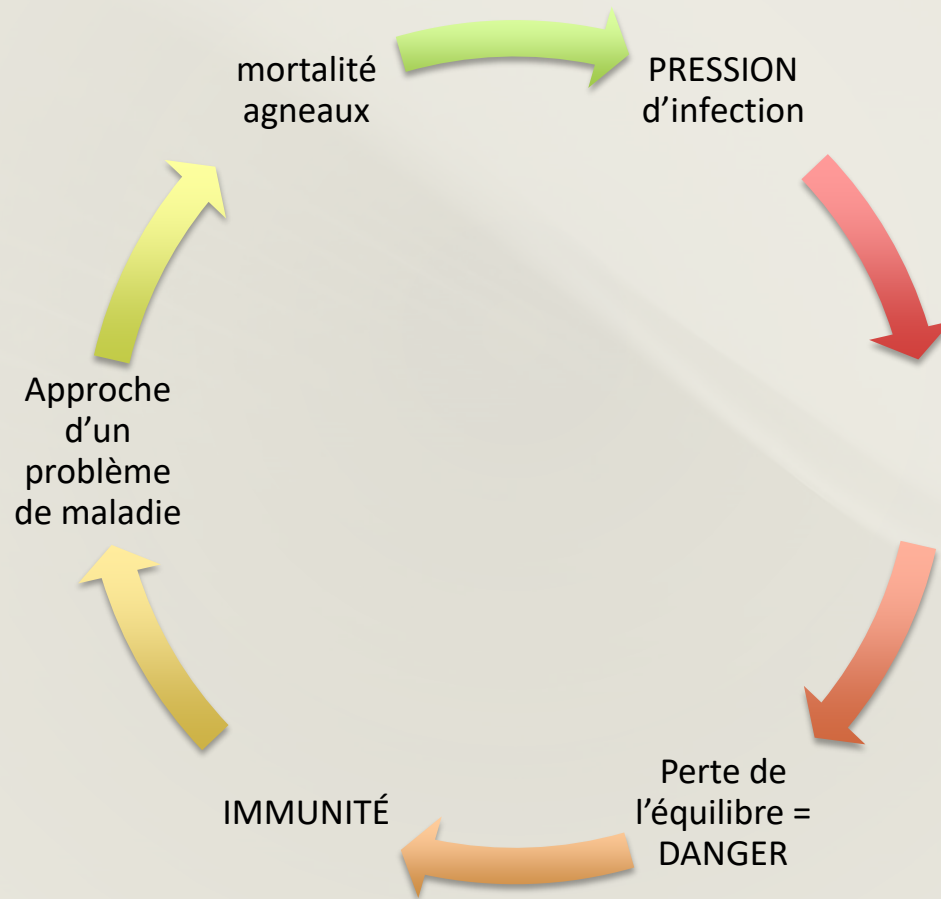 mortalité
agneaux
PRESSION
d’infection
Perte de
l’équilibre =
DANGER
IMMUNITÉ
Approche
d’un
problème
de maladie